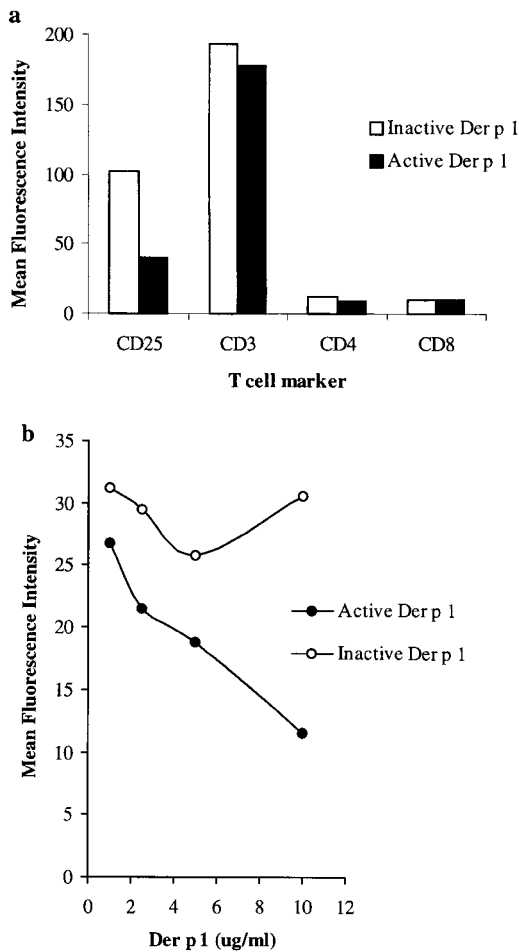 a
200
150
100
50
0
Mean Fluorescence Intensity
Inactive Der p 1
Active Der p 1
CD25 CD3 CD4 CD8
T cell marker
b
35
30
25
20
15
10
5
0
Mean Fluorescence Intensity
Active Der p 1
Inactive Der p 1
0 2 4 6 8 10 12
Der p 1 (ug/ml)